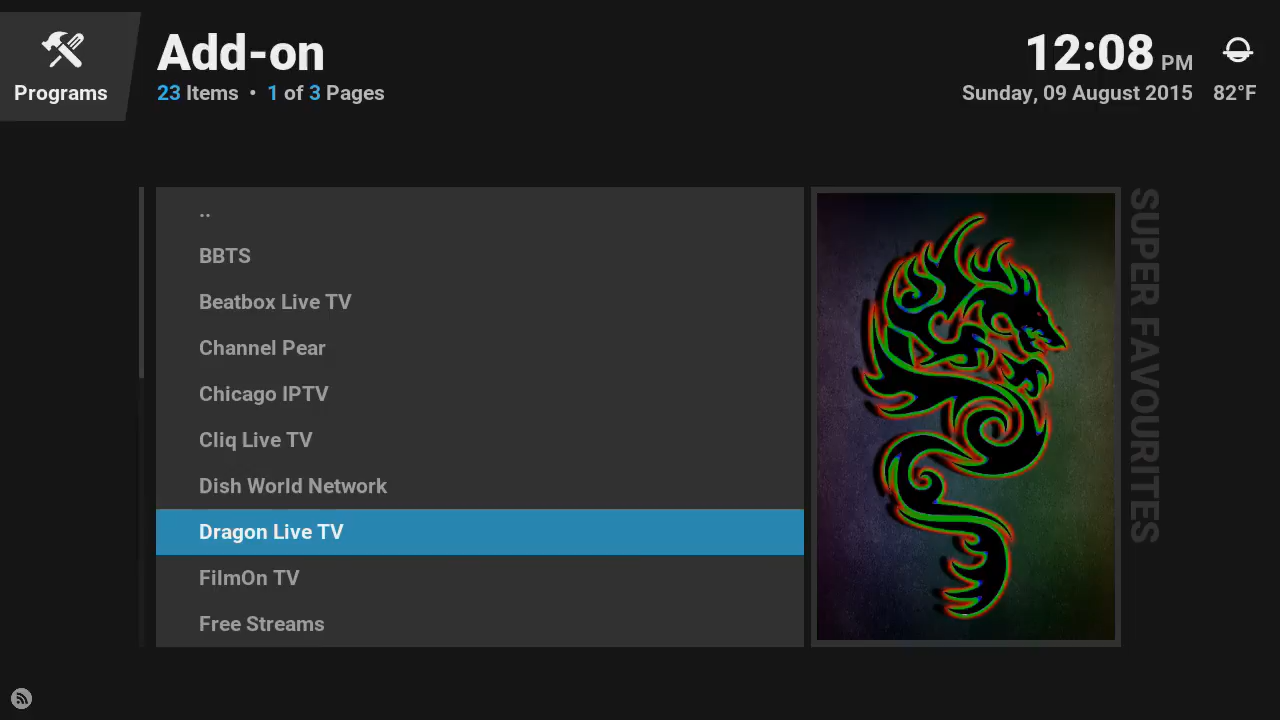 Programs
Add-on
23 Items • 1 of 3 Pages
12:08 PM
Sunday, 09 August 2015 82°F
..
BBTS
Beatbox Live TV
Channel Pear
Chicago IPTV
Cliq Live TV
Dish World Network
Dragon Live TV
FilmOn TV
Free Streams
SUPER FAVOURITES